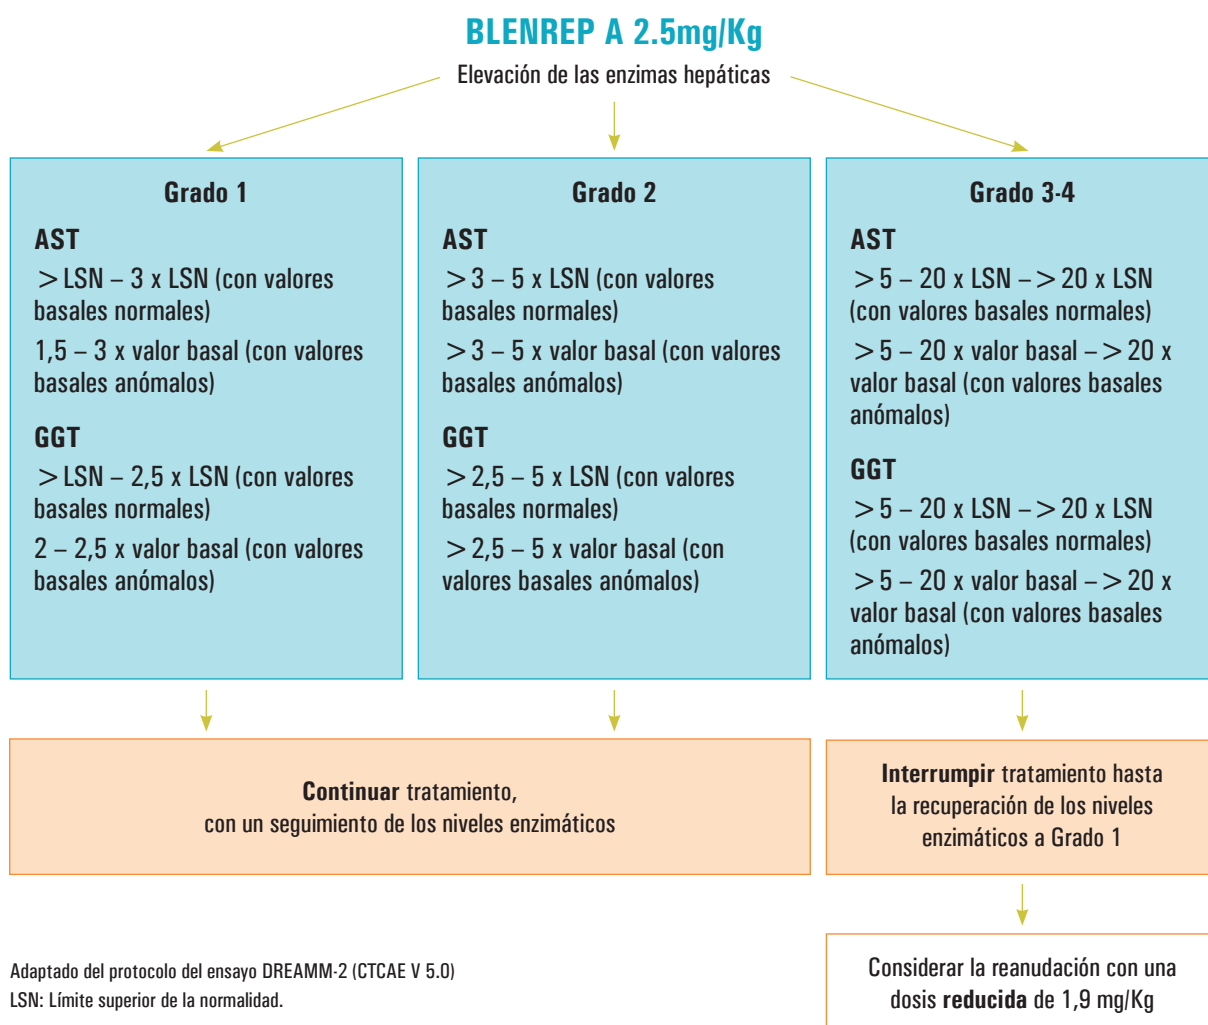 BLENREP A 2.5mg/Kg
Elevación de las enzimas hepáticas
Grado 1
AST
> LSN – 3 x LSN (con valores
basales normales)
1,5 – 3 x valor basal (con valores
basales anómalos)
GGT
> LSN – 2,5 x LSN (con valores
basales normales)
2 – 2,5 x valor basal (con valores
basales anómalos)
Grado 2
AST
> 3 – 5 x LSN (con valores
basales normales)
> 3 – 5 x valor basal (con valores
basales anómalos)
GGT
> 2,5 – 5 x LSN (con valores
basales normales)
> 2,5 – 5 x valor basal (con
valores basales anómalos)
Grado 3-4
AST
> 5 – 20 x LSN – > 20 x LSN
(con valores basales normales)
> 5 – 20 x valor basal – > 20 x
valor basal (con valores basales
anómalos)
GGT
> 5 – 20 x LSN – > 20 x LSN
(con valores basales normales)
> 5 – 20 x valor basal – > 20 x
valor basal (con valores basales
anómalos)
Continuar tratamiento,
con un seguimiento de los niveles enzimáticos
Interrumpir tratamiento hasta
la recuperación de los niveles
enzimáticos a Grado 1
Considerar la reanudación con una
dosis reducida de 1,9 mg/Kg
Adaptado del protocolo del ensayo DREAMM-2 (CTCAE V 5.0)
LSN: Límite superior de la normalidad.